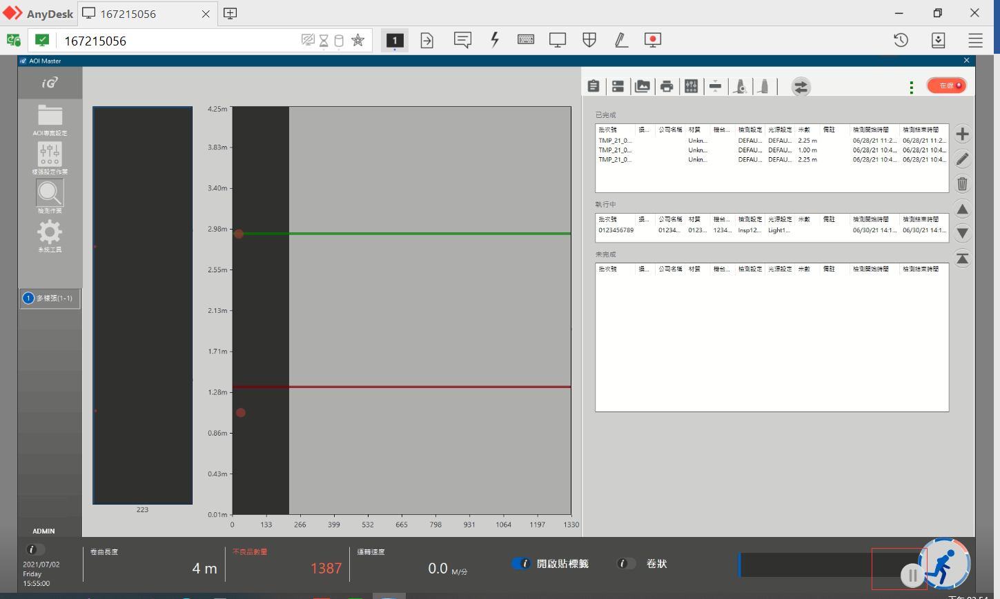 AnyDesk
167215056
167215056
1
iG AOI Master
iG
AOI專案設定
樣張設定作業
檢測作業
系統工具
1 多樣張(1-1)
ADMIN
223
4.25m
3.83m
3.40m
2.98m
2.55m
2.13m
1.71m
1.28m
0.86m
0.43m
0.01m
0 133 266 399 532 665 798 931 1064 1197 1330
在線
已完成
批次號 操... 公司名稱 材質 機台... 檢測設定 光源設定 米數 備註 檢測開始時間 檢測結束時間
TMP_21_0... Unkn... DEFAU... DEFAU... 2.25 m 06/28/21 11:2... 06/28/21 11:2...
TMP_21_0... Unkn... DEFAU... DEFAU... 1.00 m 06/28/21 10:4... 06/28/21 10:4...
TMP_21_0... Unkn... DEFAU... DEFAU... 2.25 m 06/28/21 10:4... 06/28/21 10:4...
執行中
批次號 操... 公司名稱 材質 機台... 檢測設定 光源設定 米數 備註 檢測開始時間 檢測結束時間
0123456789 01234... 0123... 1234... Insp12... Light1... 06/30/21 14:1... 06/30/21 14:1...
未完成
批次號 操... 公司名稱 材質 機台... 檢測設定 光源設定 米數 備註 檢測開始時間 檢測結束時間
i
2021/07/02
Friday
15:55:00
卷曲長度
4 m
不良品數量
1387
運轉速度
0.0 M/分
i 開啟貼標籤
i 卷狀